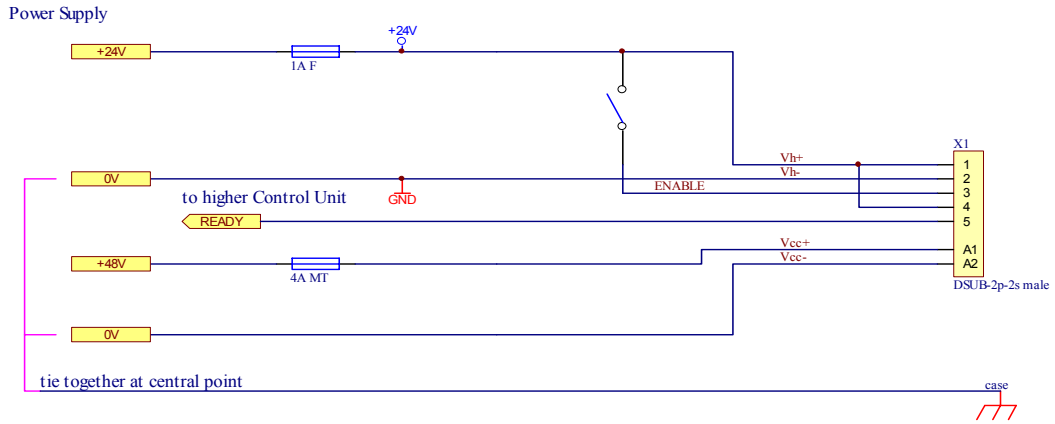 Power Supply
+24V
+24V
1A F
X1
Vh+
1
0V
Vh-
2
to higher Control Unit
GND
ENABLE
3
4
READY
5
Vcc+
A1
+48V
4A MT
Vcc-
A2
DSUB-2p-2s male
0V
tie together at central point
case